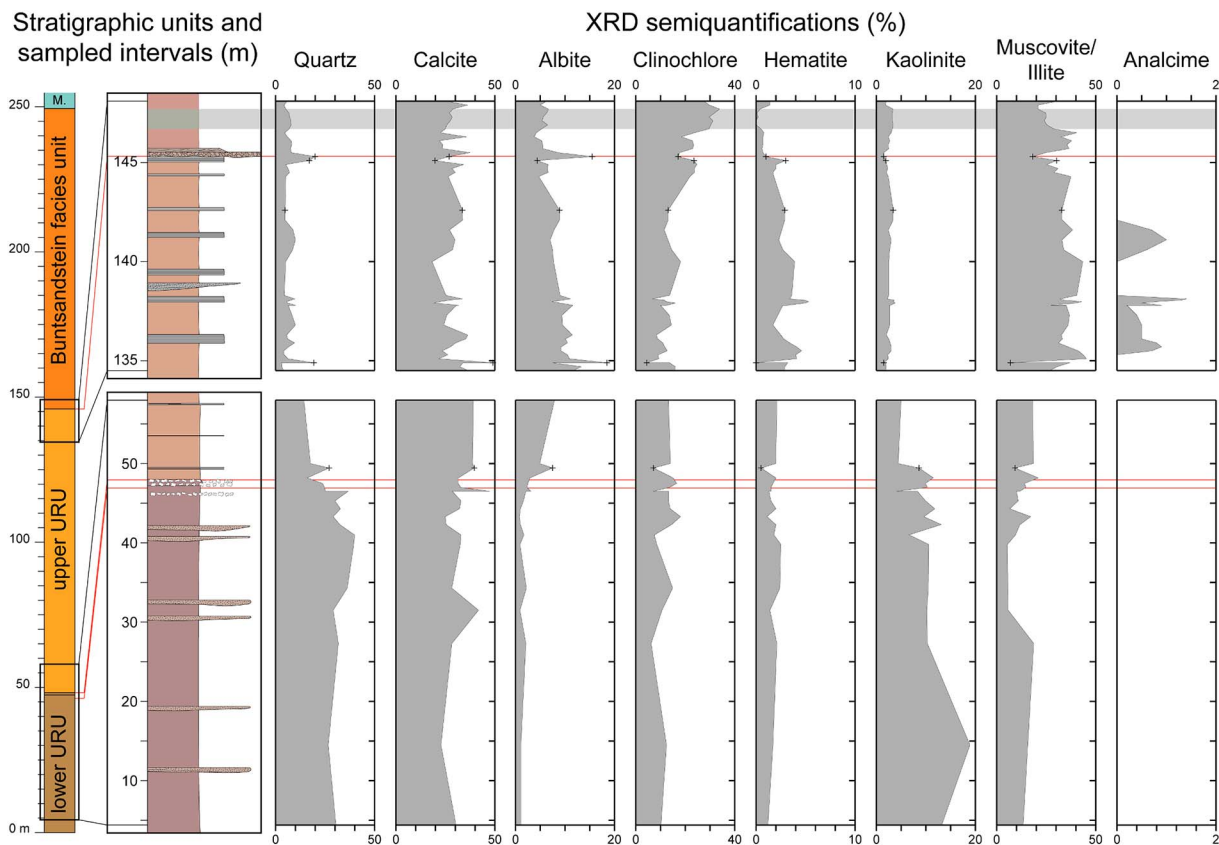 Stratigraphic units and
sampled intervals (m)
XRD semiquantifications (%)
Quartz
Calcite
Albite
Clinochlore
Hematite
Kaolinite
Muscovite/
Illite
Analcime
0 50
0 50
0 20
0 40
0 10
0 20
0 50
0 2
M.
250
200
150
100
50
0 m
Buntsandstein facies unit
upper URU
lower URU
145
140
135
50
40
30
20
10
0 50
0 50
0 20
0 40
0 10
0 20
0 50
0 2